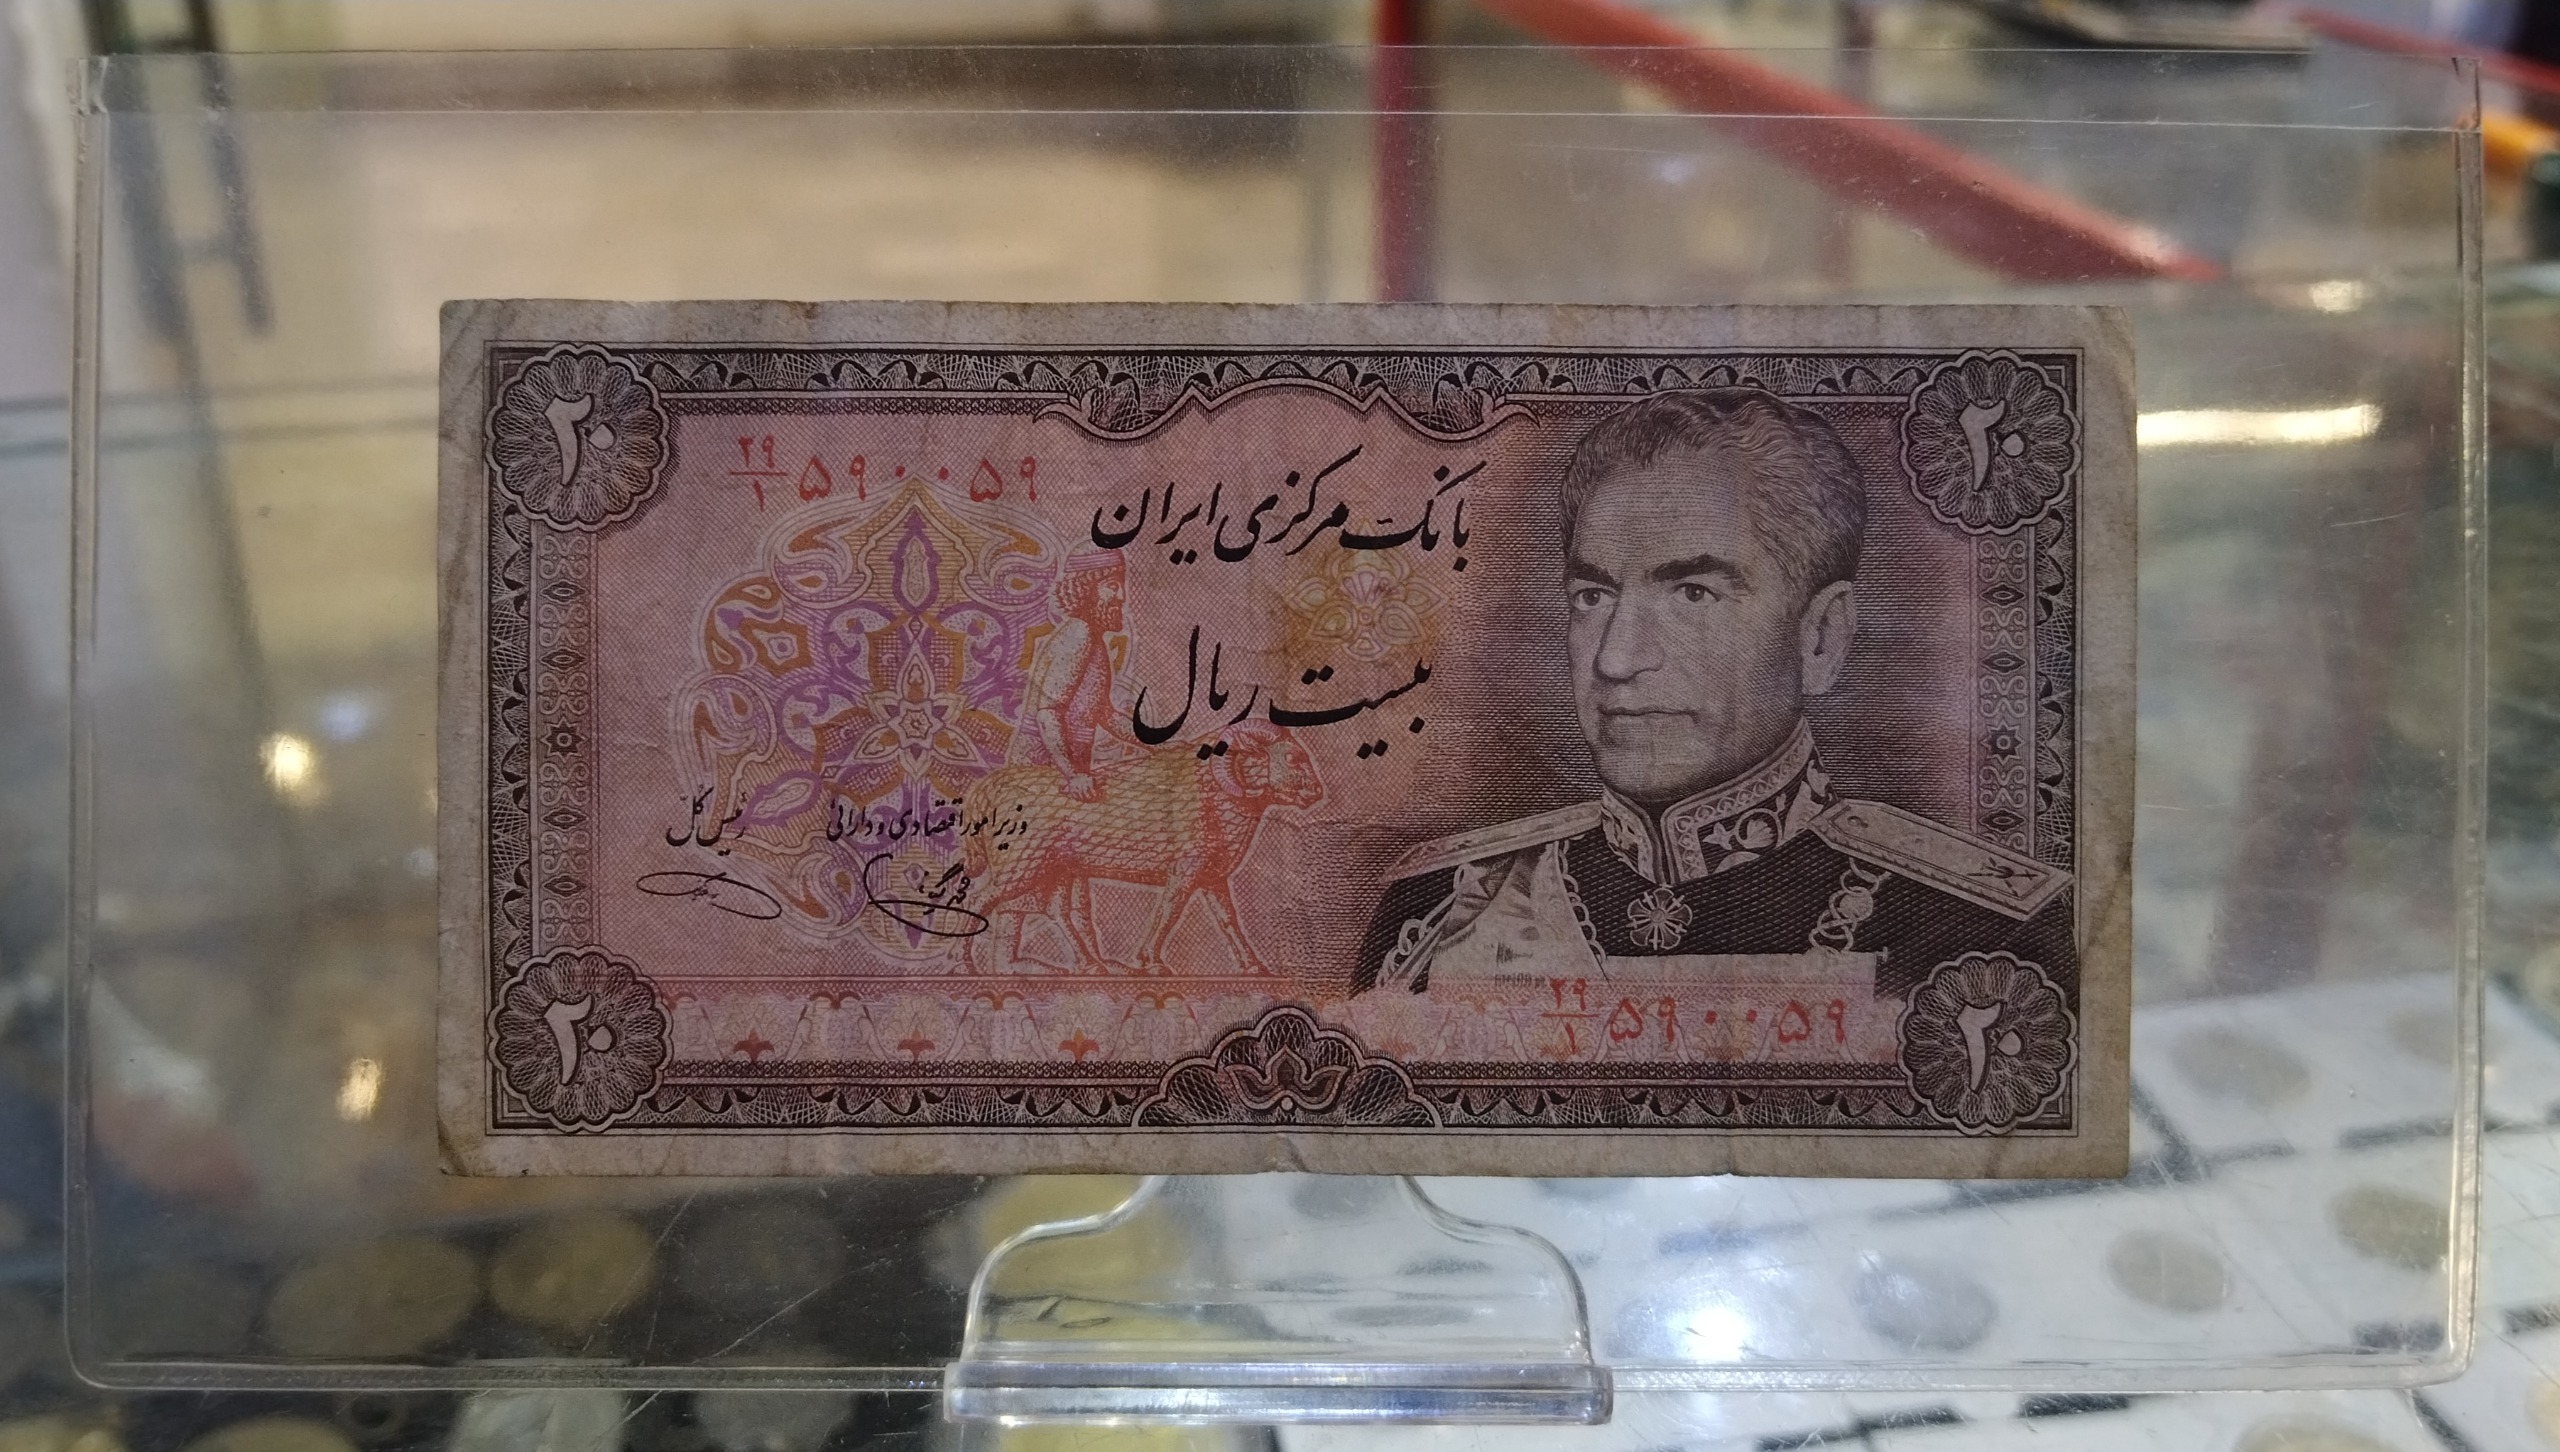 ۲۰
۲۰
۲۹/۱ ۵۹۰۰۵۹
بانک مرکزی ایران
بیست ریال
وزیر امور اقتصادی و دارائی
رئیس کل
۲۹/۱ ۵۹۰۰۵۹
۲۰
۲۰